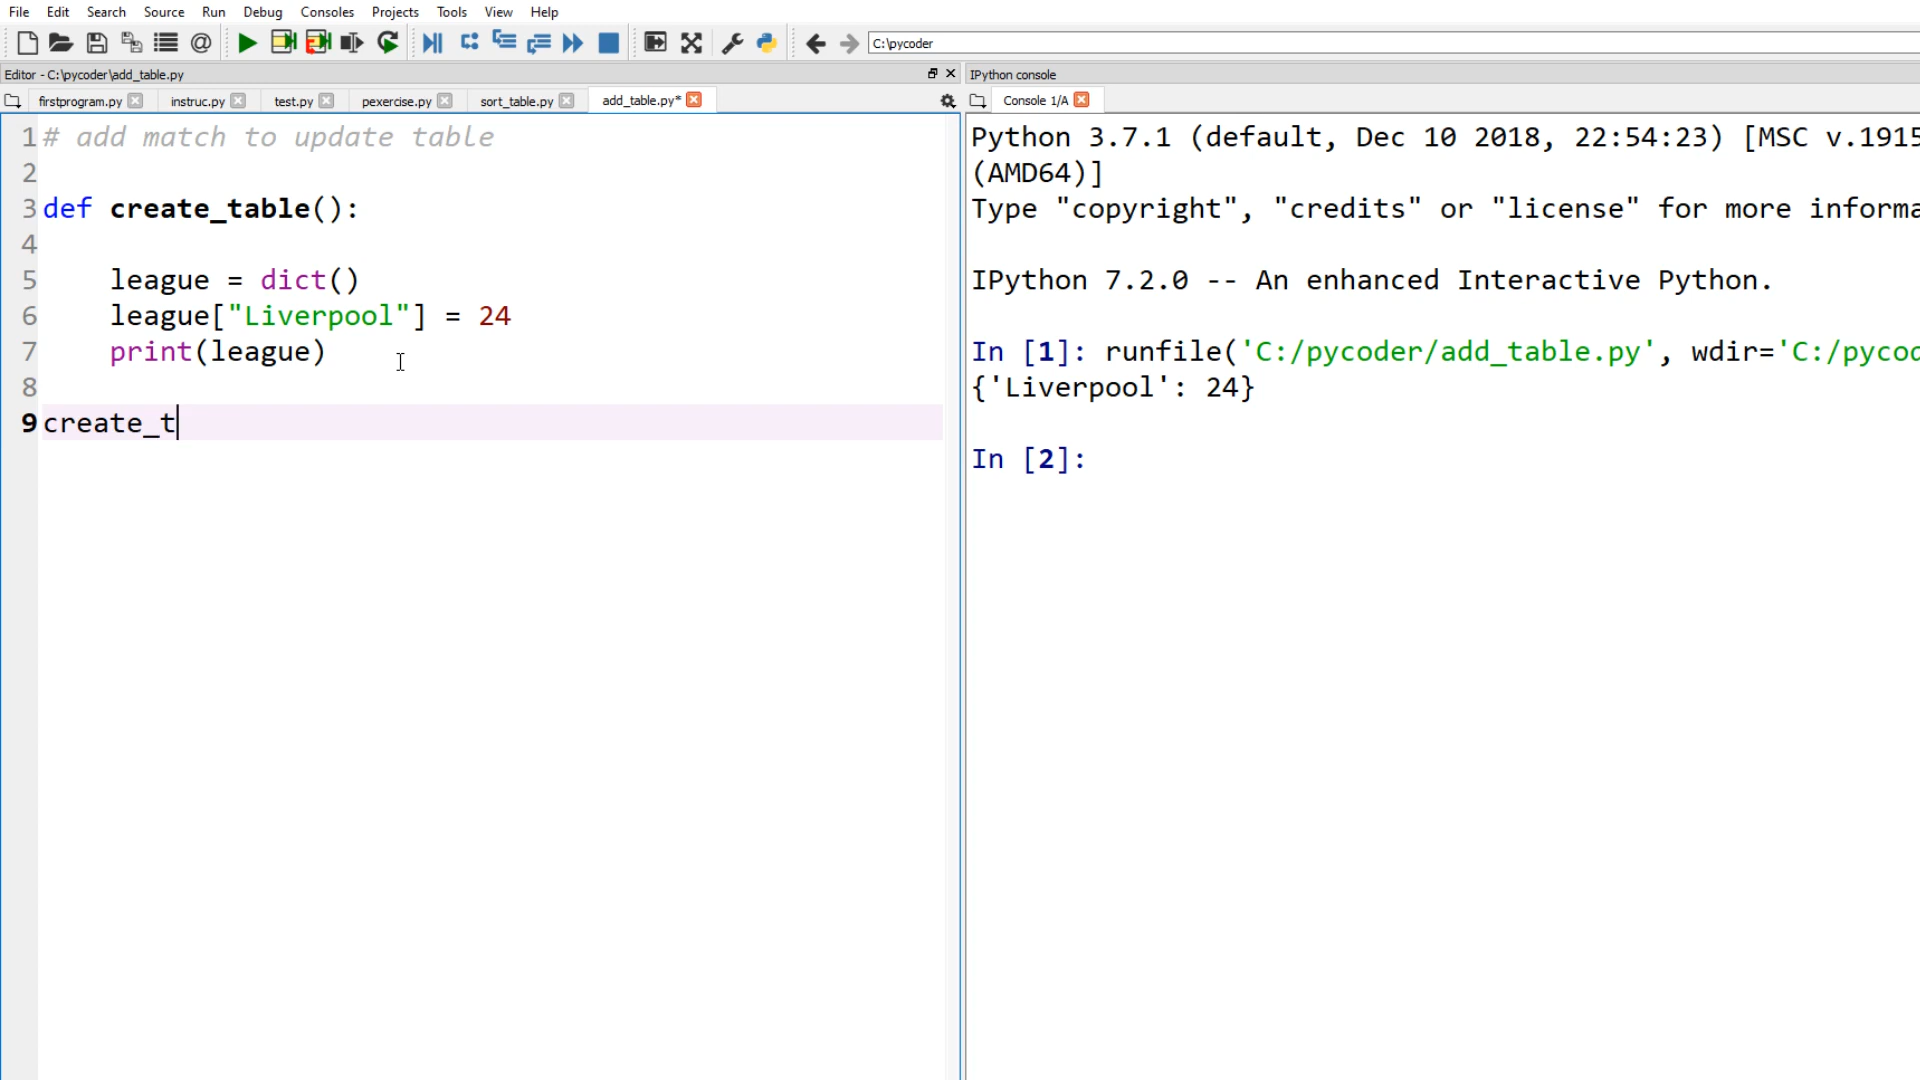 File Edit Search Source Run Debug Consoles Projects Tools View Help
C:\pycoder
Editor - C:\pycoder\add_table.py
IPython console
firstprogram.py instruc.py test.py pexercise.py sort_table.py add_table.py*
Console 1/A
1 # add match to update table
2
3 def create_table():
4
5 league = dict()
6 league["Liverpool"] = 24
7 print(league)
8
9 create_t
Python 3.7.1 (default, Dec 10 2018, 22:54:23) [MSC v.1915
(AMD64)]
Type "copyright", "credits" or "license" for more informa
IPython 7.2.0 -- An enhanced Interactive Python.
In [1]: runfile('C:/pycoder/add_table.py', wdir='C:/pycod
{'Liverpool': 24}
In [2]: